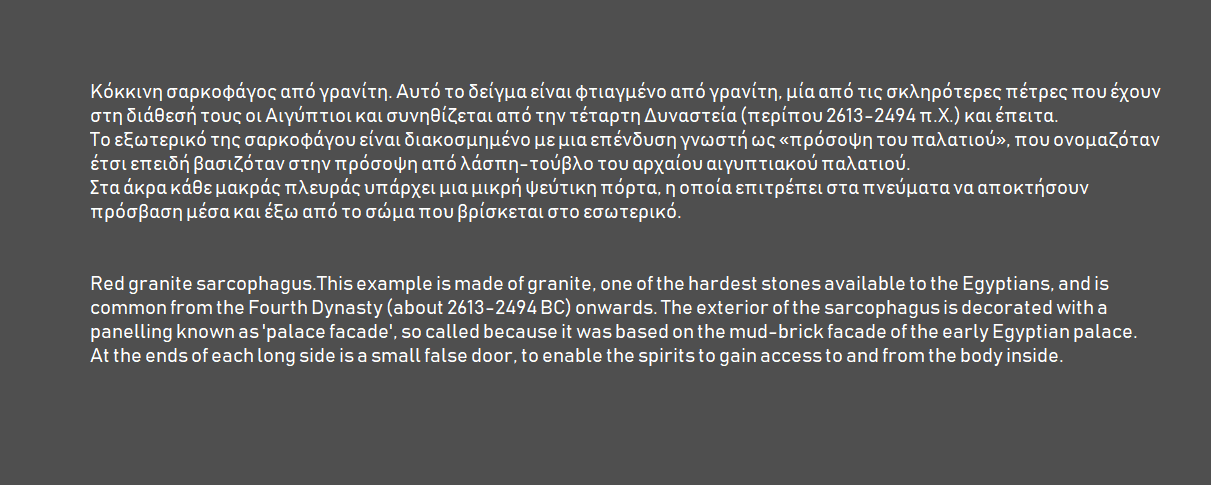 Κόκκινη σαρκοφάγος από γρανίτη. Αυτό το δείγμα είναι φτιαγμένο από γρανίτη, μία από τις σκληρότερες πέτρες που έχουν
στη διάθεσή τους οι Αιγύπτιοι και συνηθίζεται από την τέταρτη Δυναστεία (περίπου 2613-2494 π.Χ.) και έπειτα.
Το εξωτερικό της σαρκοφάγου είναι διακοσμημένο με μια επένδυση γνωστή ως «πρόσοψη του παλατιού», που ονομαζόταν
έτσι επειδή βασιζόταν στην πρόσοψη από λάσπη-τούβλο του αρχαίου αιγυπτιακού παλατιού.
Στα άκρα κάθε μακράς πλευράς υπάρχει μια μικρή ψεύτικη πόρτα, η οποία επιτρέπει στα πνεύματα να αποκτήσουν
πρόσβαση μέσα και έξω από το σώμα που βρίσκεται στο εσωτερικό.
Red granite sarcophagus.This example is made of granite, one of the hardest stones available to the Egyptians, and is
common from the Fourth Dynasty (about 2613-2494 BC) onwards. The exterior of the sarcophagus is decorated with a
panelling known as 'palace facade', so called because it was based on the mud-brick facade of the early Egyptian palace.
At the ends of each long side is a small false door, to enable the spirits to gain access to and from the body inside.